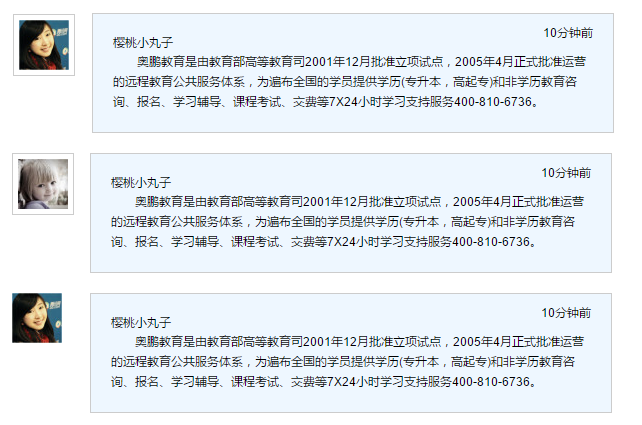 10分钟前
樱桃小丸子
奥鹏教育是由教育部高等教育司2001年12月批准立项试点，2005年4月正式批准运营
的远程教育公共服务体系，为遍布全国的学员提供学历(专升本，高起专)和非学历教育咨
询、报名、学习辅导、课程考试、交费等7X24小时学习支持服务400-810-6736。
10分钟前
樱桃小丸子
奥鹏教育是由教育部高等教育司2001年12月批准立项试点，2005年4月正式批准运营
的远程教育公共服务体系，为遍布全国的学员提供学历(专升本，高起专)和非学历教育咨
询、报名、学习辅导、课程考试、交费等7X24小时学习支持服务400-810-6736。
10分钟前
樱桃小丸子
奥鹏教育是由教育部高等教育司2001年12月批准立项试点，2005年4月正式批准运营
的远程教育公共服务体系，为遍布全国的学员提供学历(专升本，高起专)和非学历教育咨
询、报名、学习辅导、课程考试、交费等7X24小时学习支持服务400-810-6736。